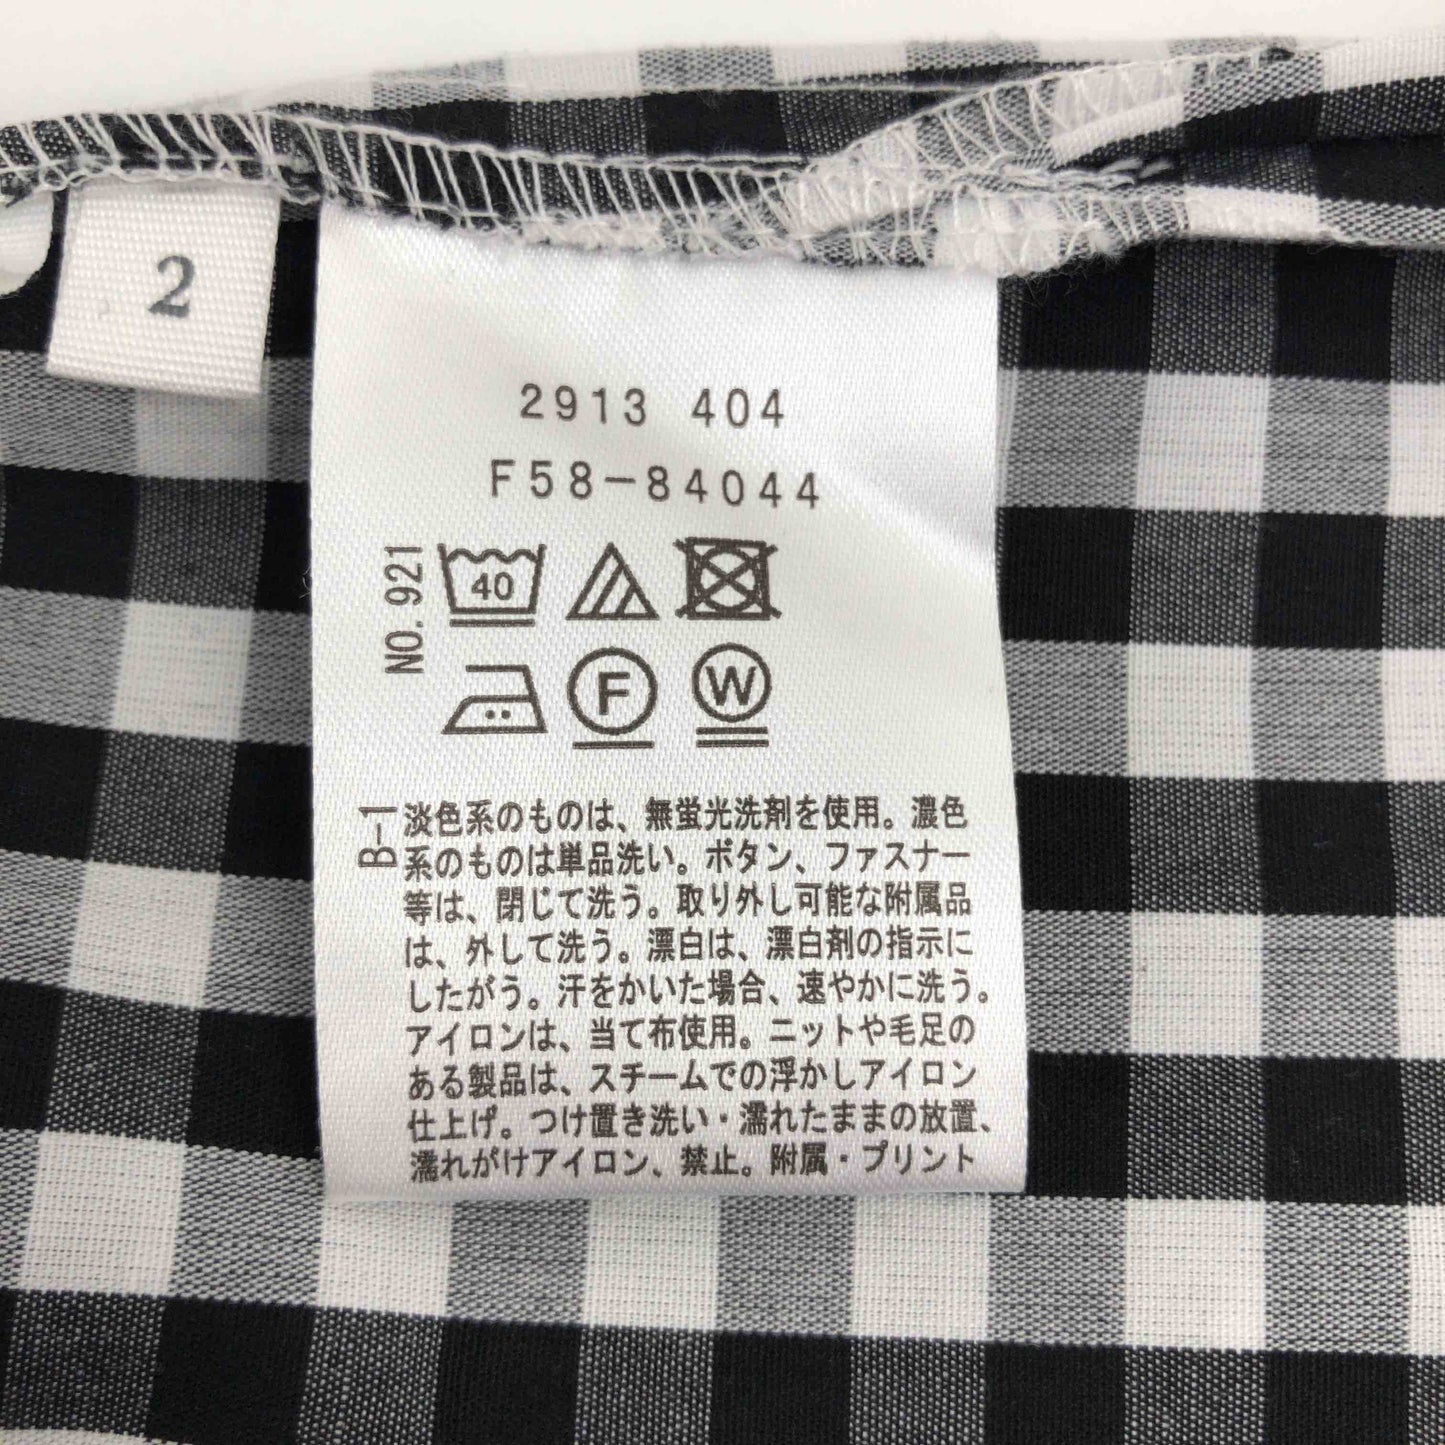 2
2913 404
F58-84044
NO. 921
40
F
W
B-1
淡色系のものは、無蛍光洗剤を使用。濃色
系のものは単品洗い。ボタン、ファスナー
等は、閉じて洗う。取り外し可能な附属品
は、外して洗う。漂白は、漂白剤の指示に
したがう。汗をかいた場合、速やかに洗う。
アイロンは、当て布使用。ニットや毛足の
ある製品は、スチームでの浮かしアイロン
仕上げ。つけ置き洗い・濡れたままの放置、
濡れがけアイロン、禁止。附属・プリント